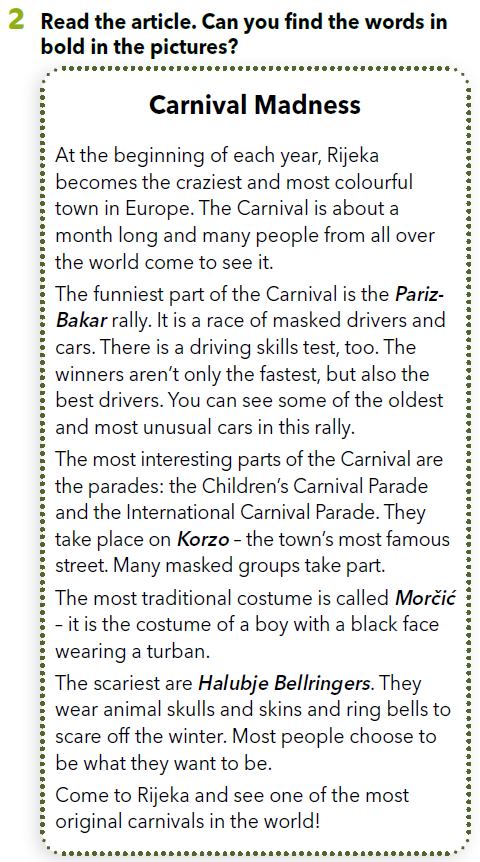 2 Read the article. Can you find the words in
bold in the pictures?
Carnival Madness
At the beginning of each year, Rijeka
becomes the craziest and most colourful
town in Europe. The Carnival is about a
month long and many people from all over
the world come to see it.
The funniest part of the Carnival is the Pariz-
Bakar rally. It is a race of masked drivers and
cars. There is a driving skills test, too. The
winners aren’t only the fastest, but also the
best drivers. You can see some of the oldest
and most unusual cars in this rally.
The most interesting parts of the Carnival are
the parades: the Children’s Carnival Parade
and the International Carnival Parade. They
take place on Korzo – the town’s most famous
street. Many masked groups take part.
The most traditional costume is called Morčić
– it is the costume of a boy with a black face
wearing a turban.
The scariest are Halubje Bellringers. They
wear animal skulls and skins and ring bells to
scare off the winter. Most people choose to
be what they want to be.
Come to Rijeka and see one of the most
original carnivals in the world!